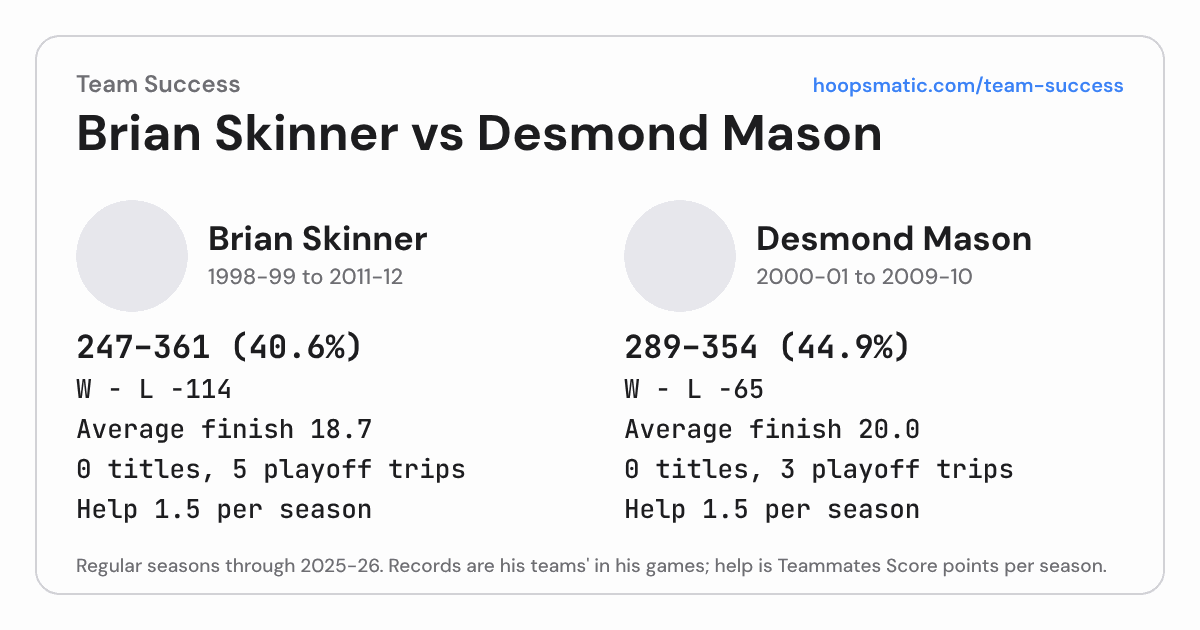 Team Success
hoopsmatic.com/team-success
Brian Skinner vs Desmond Mason
Brian Skinner
1998-99 to 2011-12
247-361 (40.6%)
W - L -114
Average finish 18.7
0 titles, 5 playoff trips
Help 1.5 per season
Desmond Mason
2000-01 to 2009-10
289-354 (44.9%)
W - L -65
Average finish 20.0
0 titles, 3 playoff trips
Help 1.5 per season
Regular seasons through 2025-26. Records are his teams' in his games; help is Teammates Score points per season.